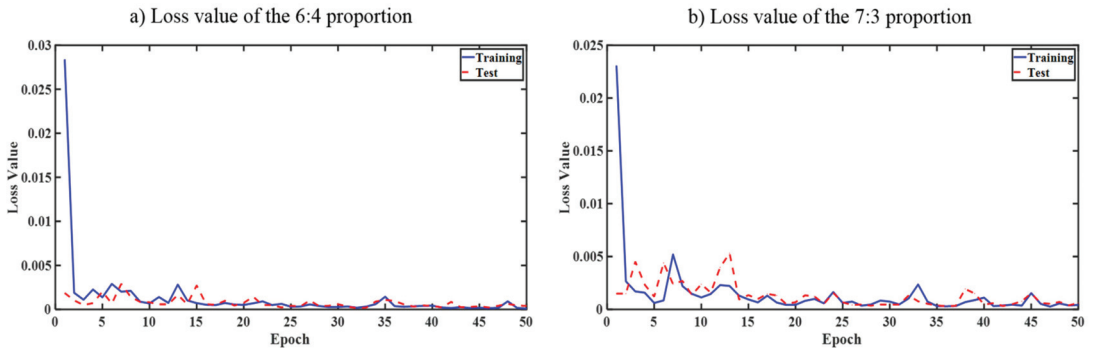 a) Loss value of the 6:4 proportion
0.03
0.025
0.02
0.015
0.01
0.005
0
Loss Value
0 5 10 15 20 25 30 35 40 45 50
Epoch
Training
Test
b) Loss value of the 7:3 proportion
0.025
0.02
0.015
0.01
0.005
0
Loss Value
0 5 10 15 20 25 30 35 40 45 50
Epoch
Training
Test